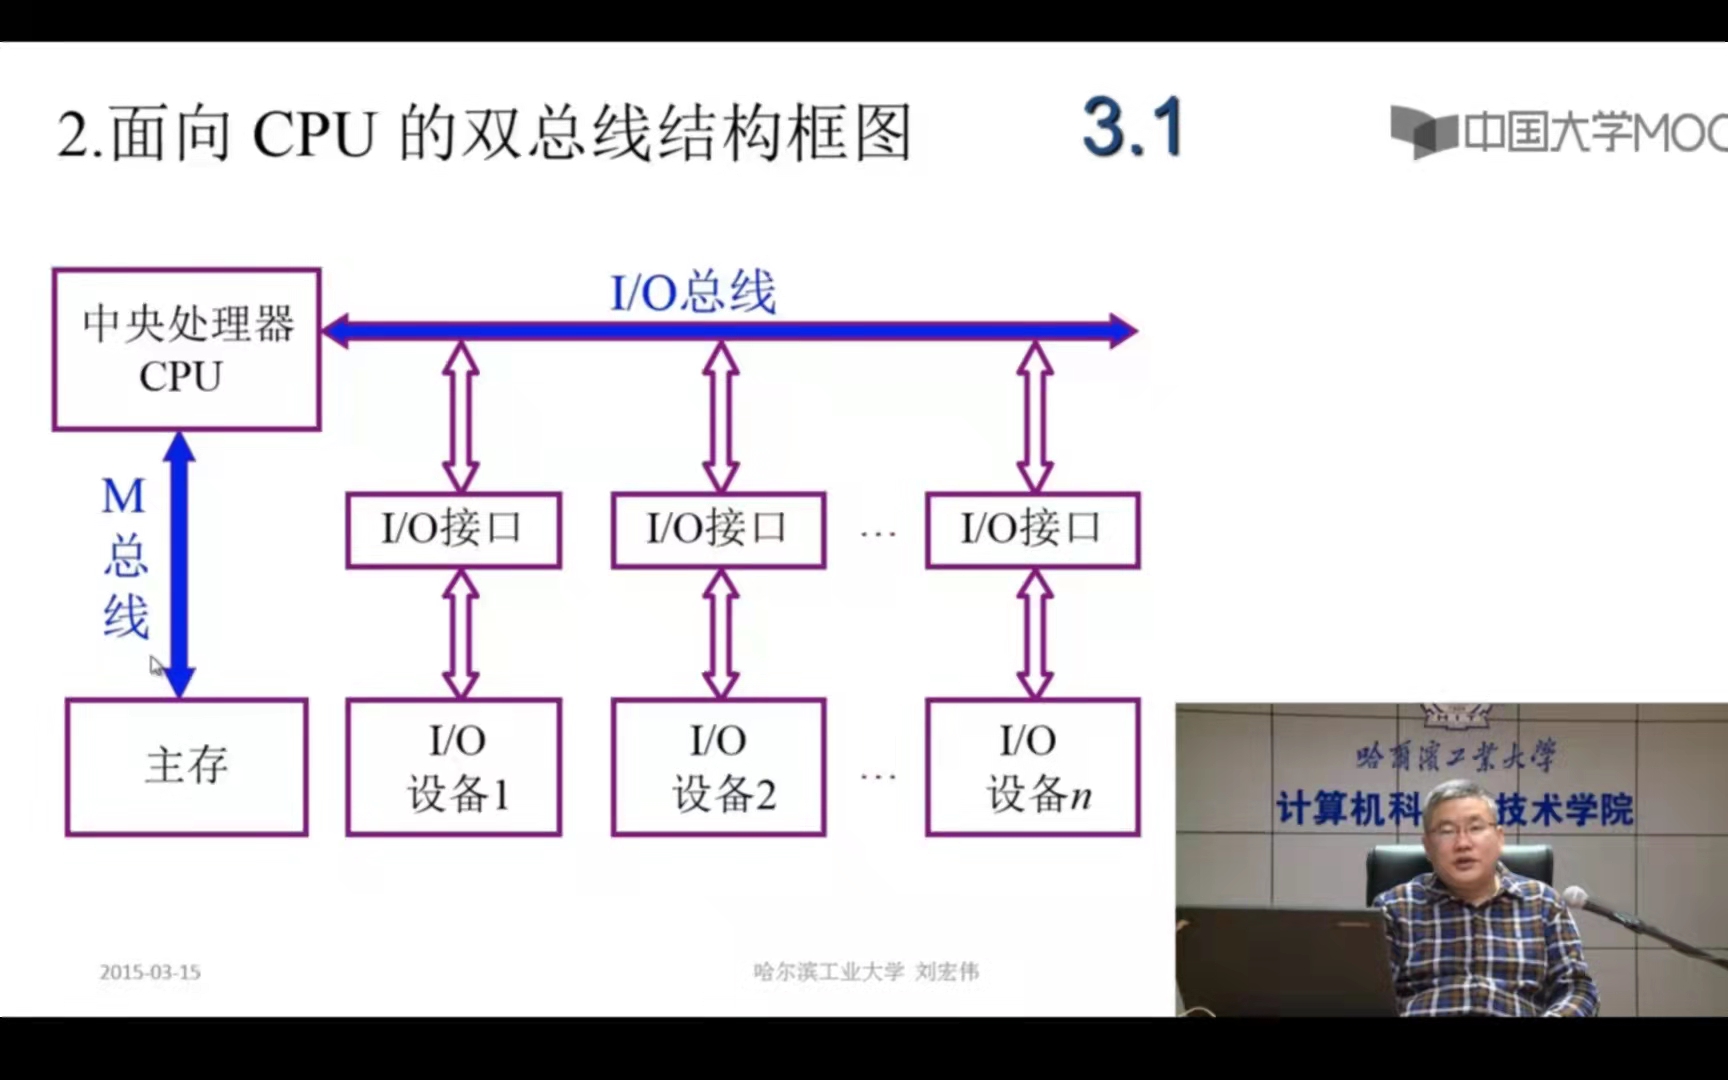 2.面向 CPU 的双总线结构框图
3.1
中国大学MOO
中央处理器
CPU
I/O总线
M
总
线
I/O接口
I/O接口
…
I/O接口
主存
I/O
设备1
I/O
设备2
…
I/O
设备n
哈尔滨工业大学
计算机科
技术学院
2015-03-15
哈尔滨工业大学 刘宏伟